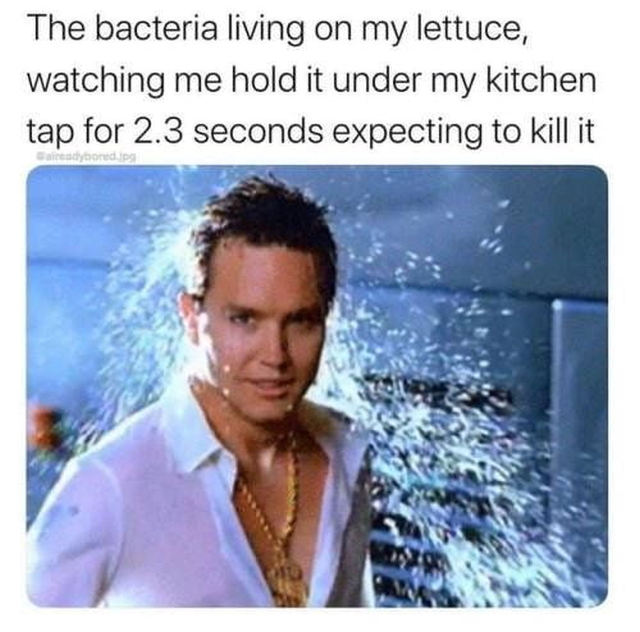 The bacteria living on my lettuce,
watching me hold it under my kitchen
tap for 2.3 seconds expecting to kill it
@alreadybored.jpg